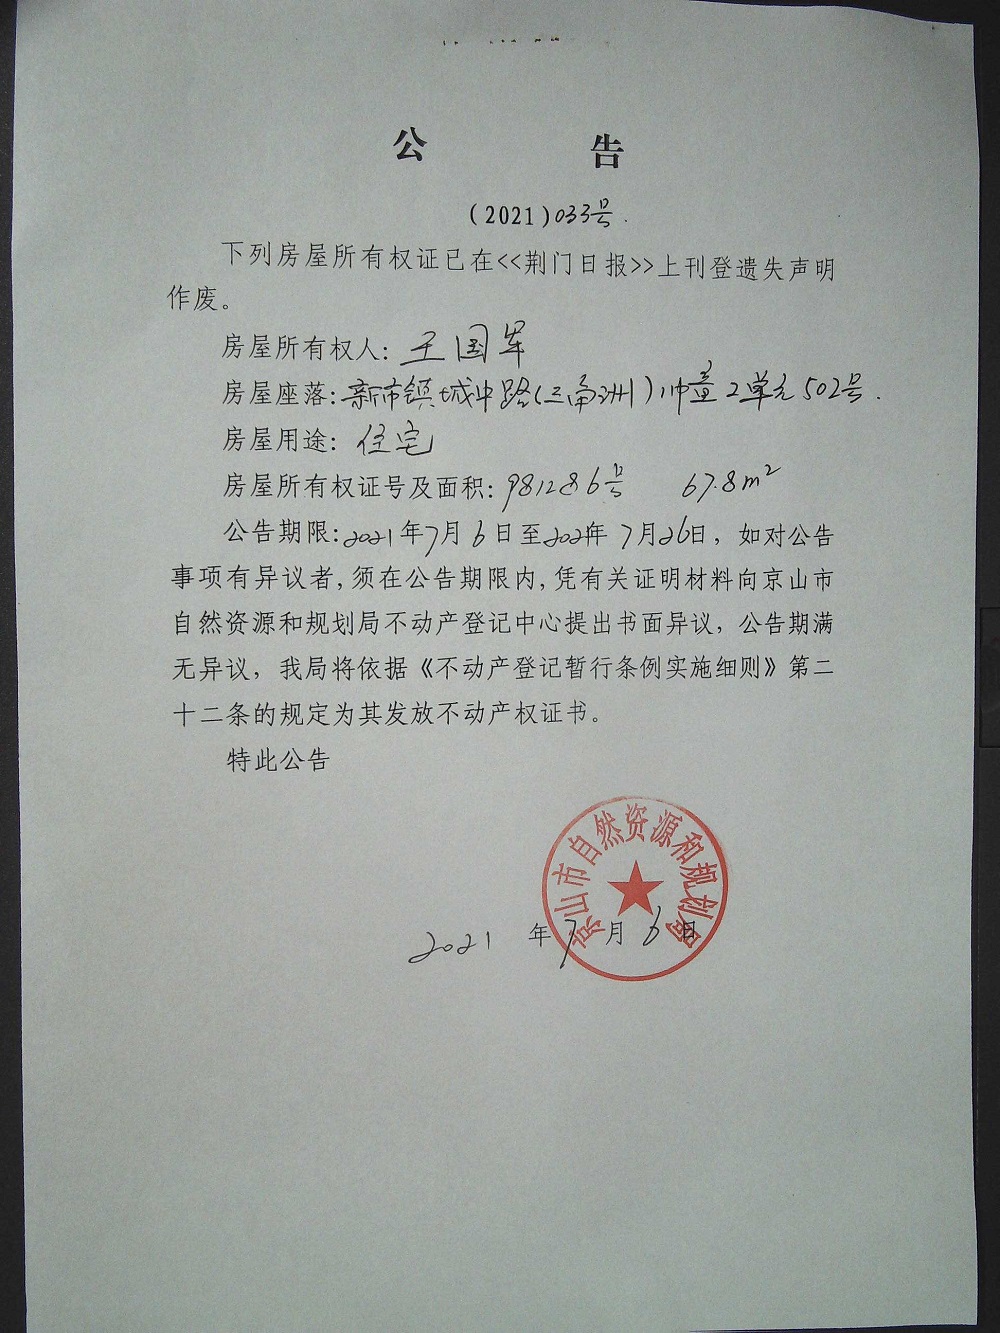 公 告
(2021)033号.
下列房屋所有权证已在<<荆门日报>>上刊登遗失声明
作废。
房屋所有权人: 王国军
房屋座落: 新市镇城中路( ) 2单元502号.
房屋用途: 住宅
房屋所有权证号及面积: 981286号 67.8m²
公告期限: 2021年7月6日至2021年7月26日, 如对公告
事项有异议者, 须在公告期限内, 凭有关证明材料向京山市
自然资源和规划局不动产登记中心提出书面异议, 公告期满
无异议, 我局将依据《不动产登记暂行条例实施细则》第二
十二条的规定为其发放不动产权证书。
特此公告
京山市自然资源和规划局
2021 年 7 月 6 日